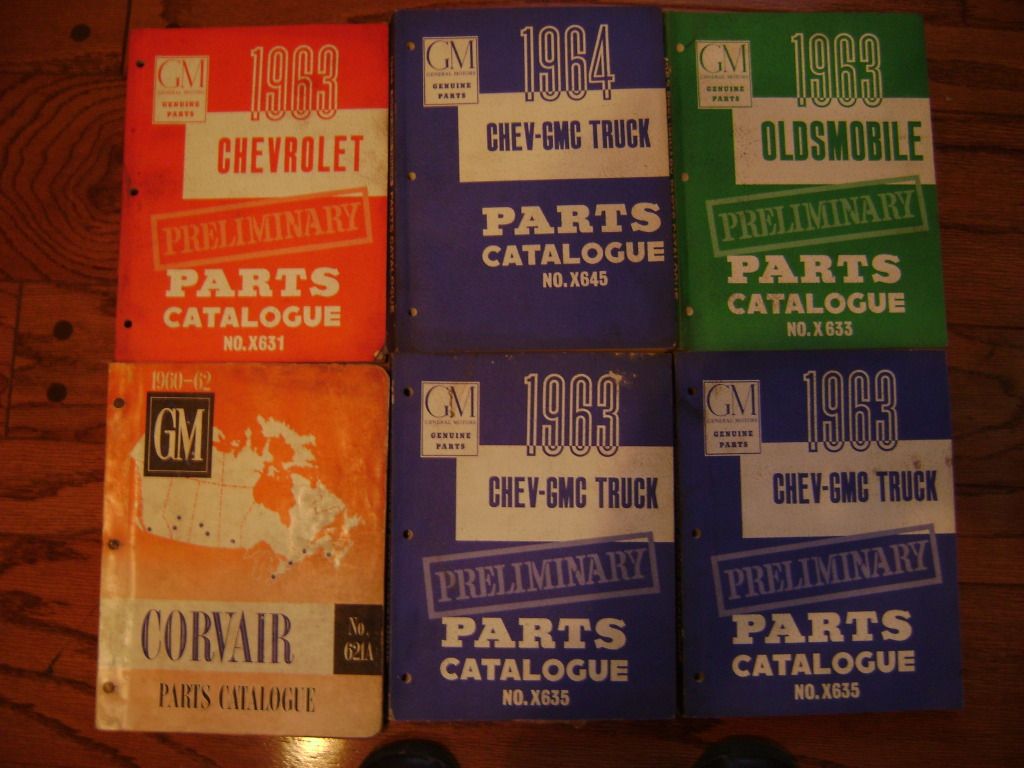 GM
GENERAL MOTORS
GENUINE
PARTS
1963
CHEVROLET
PRELIMINARY
PARTS
CATALOGUE
NO. X631
GM
GENERAL MOTORS
GENUINE
PARTS
1964
CHEV-GMC TRUCK
PARTS
CATALOGUE
NO. X645
GM
GENERAL MOTORS
GENUINE
PARTS
1963
OLDSMOBILE
PRELIMINARY
PARTS
CATALOGUE
NO. X 633
1960-62
GM
CORVAIR
No.
621A
PARTS CATALOGUE
GM
GENERAL MOTORS
GENUINE
PARTS
1963
CHEV-GMC TRUCK
PRELIMINARY
PARTS
CATALOGUE
NO. X635
GM
GENERAL MOTORS
GENUINE
PARTS
1963
CHEV-GMC TRUCK
PRELIMINARY
PARTS
CATALOGUE
NO. X635